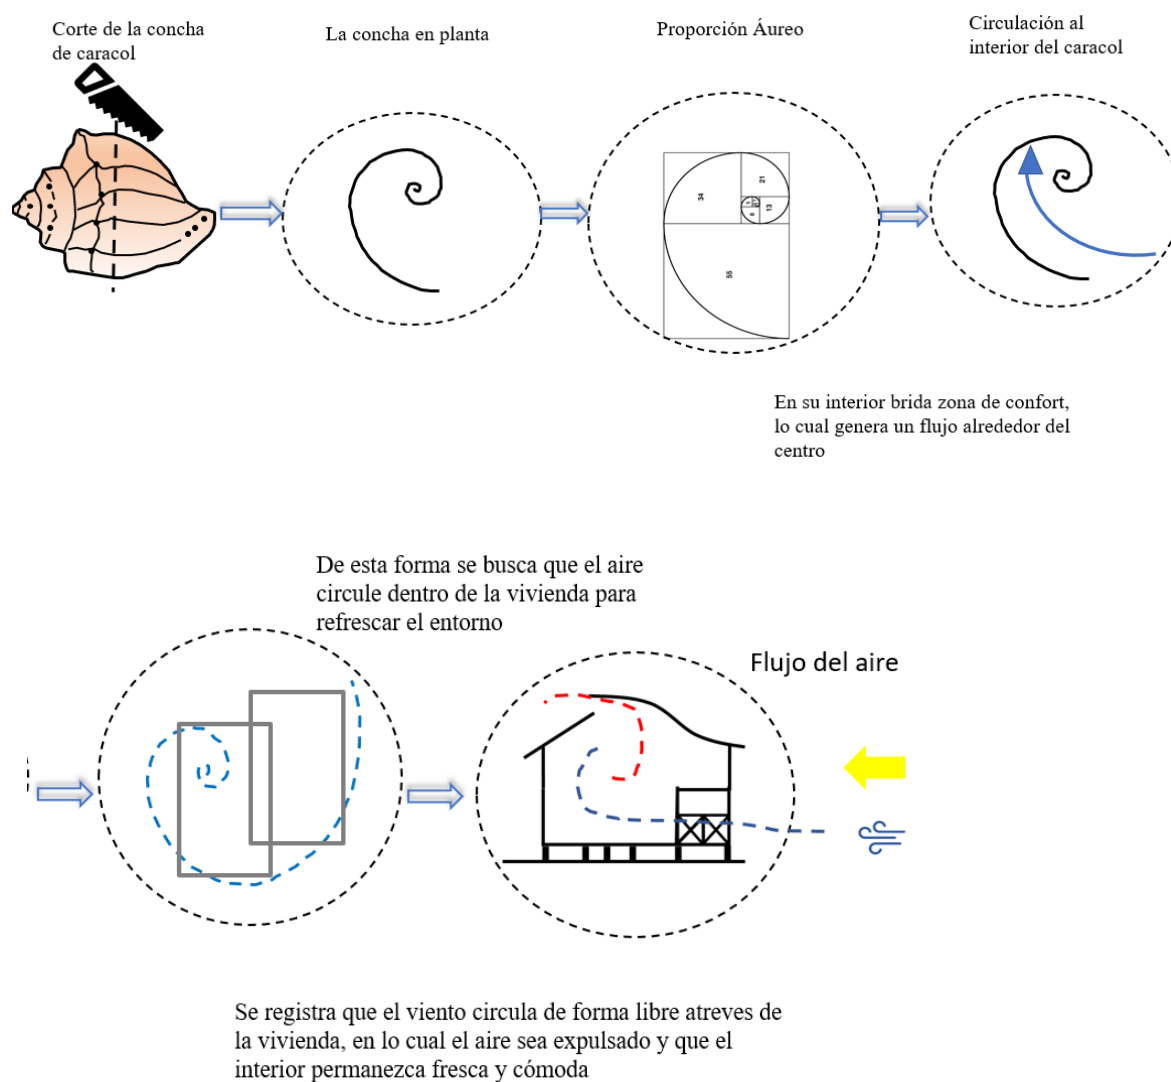 Corte de la concha
de caracol
La concha en planta
Proporción Áureo
Circulación al
interior del caracol
34
21
13
8
55
En su interior brida zona de confort,
lo cual genera un flujo alrededor del
centro
De esta forma se busca que el aire
circule dentro de la vivienda para
refrescar el entorno
Flujo del aire
Se registra que el viento circula de forma libre atreves de
la vivienda, en lo cual el aire sea expulsado y que el
interior permanezca fresca y cómoda